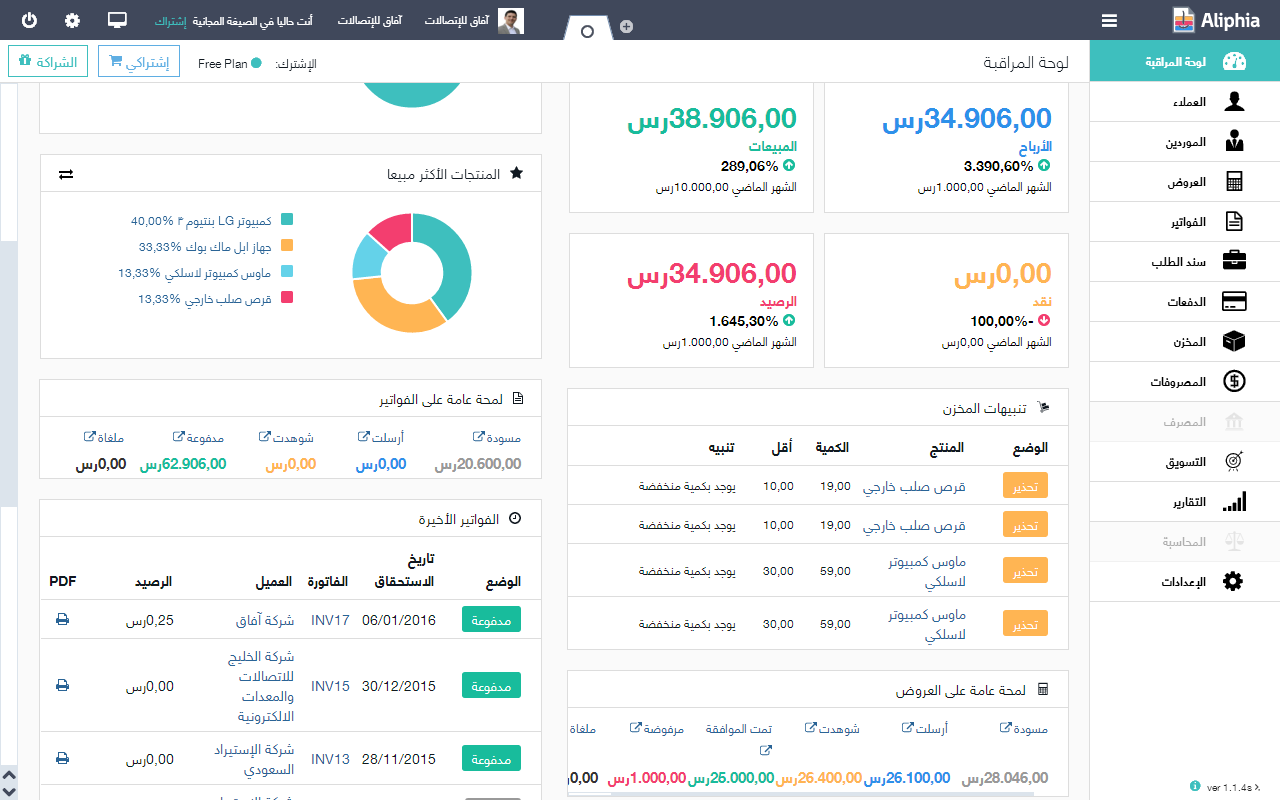 Aliphia
آفاق للإتصالات
آفاق للإتصالات
أنت حاليا في الصيغة المجانية إشتراك
لوحة المراقبة
الإشترك: Free Plan
إشتراكي
الشراكة
لوحة المراقبة
العملاء
الموردين
العروض
الفواتير
سند الطلب
الدفعات
المخزن
المصروفات
المصرف
التسويق
التقارير
المحاسبة
الإعدادات
ver 1.1.4s
34.906,00رس
الأرباح
3.390,60%
الشهر الماضي 1.000,00رس
38.906,00رس
المبيعات
289,06%
الشهر الماضي 10.000,00رس
0,00رس
نقد
-100,00%
الشهر الماضي 0,00رس
34.906,00رس
الرصيد
1.645,30%
الشهر الماضي 1.000,00رس
تنبيهات المخزن
الوضع المنتج الكمية أقل تنبيه
تحذير قرص صلب خارجي 19,00 10,00 يوجد بكمية منخفضة
تحذير قرص صلب خارجي 19,00 10,00 يوجد بكمية منخفضة
تحذير ماوس كمبيوتر لاسلكي 59,00 30,00 يوجد بكمية منخفضة
تحذير ماوس كمبيوتر لاسلكي 59,00 30,00 يوجد بكمية منخفضة
لمحة عامة على العروض
مسودة أرسلت شوهدت تمت الموافقة مرفوضة ملغاة
28.046,00رس 26.100,00رس 26.400,00رس 25.000,00رس 1.000,00رس 0,00رس
المنتجات الأكثر مبيعا
كمبيوتر LG بنتيوم ٣ 40,00%
جهاز ابل ماك بوك 33,33%
ماوس كمبيوتر لاسلكي 13,33%
قرص صلب خارجي 13,33%
لمحة عامة على الفواتير
مسودة أرسلت شوهدت مدفوعة ملغاة
20.600,00رس 0,00رس 0,00رس 62.906,00رس 0,00رس
الفواتير الأخيرة
الوضع تاريخ الاستحقاق الفاتورة العميل الرصيد PDF
مدفوعة 06/01/2016 INV17 شركة آفاق 0,25رس
مدفوعة 30/12/2015 INV15 شركة الخليج للاتصالات والمعدات الالكترونية 0,00رس
مدفوعة 28/11/2015 INV13 شركة الإستيراد السعودي 0,00رس